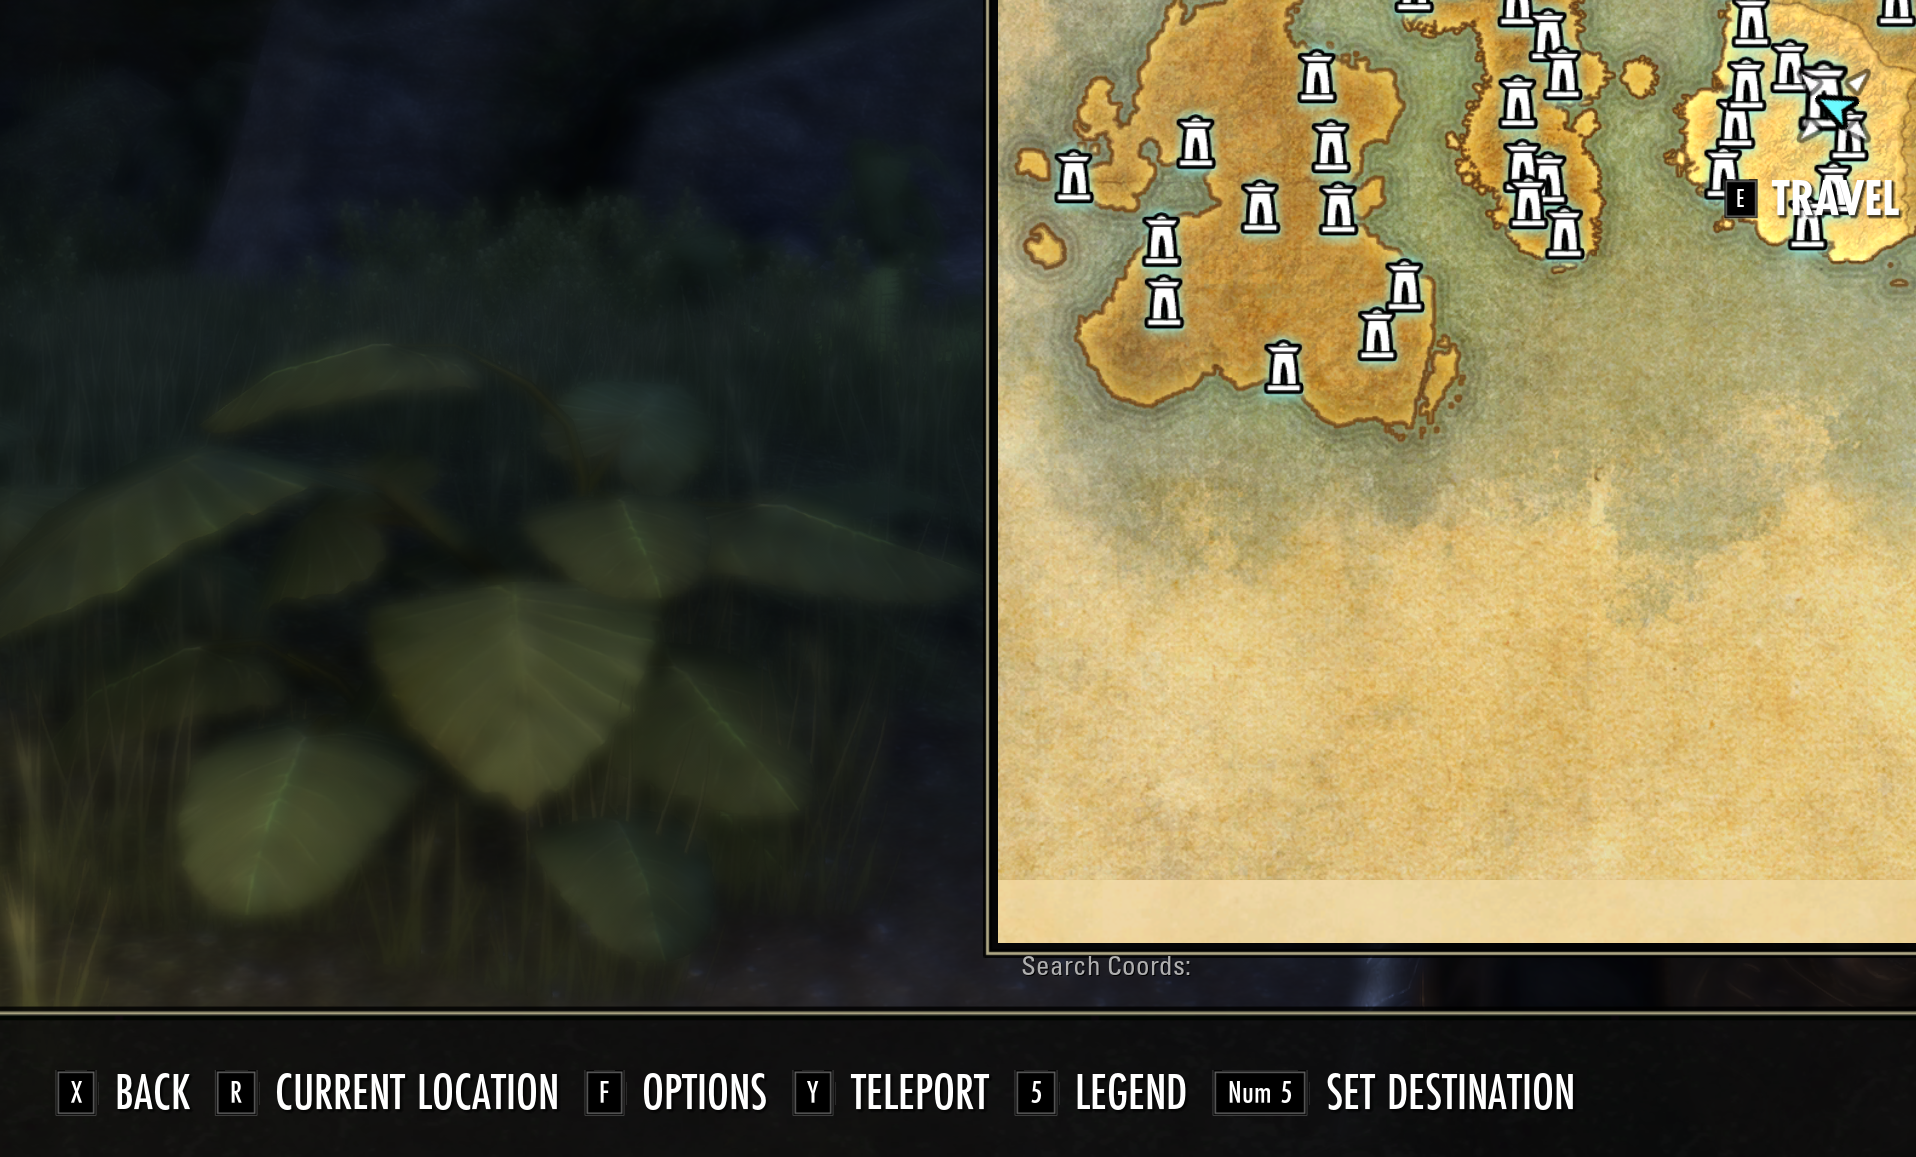 E TRAVEL
Search Coords:
X BACK R CURRENT LOCATION F OPTIONS Y TELEPORT 5 LEGEND Num 5 SET DESTINATION